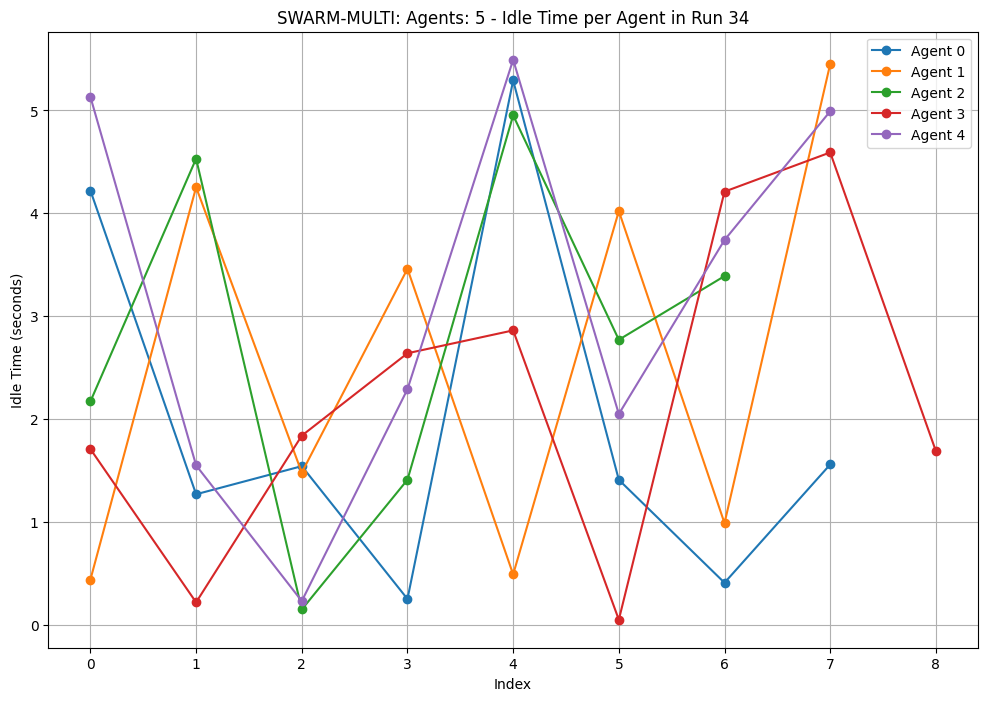 SWARM-MULTI: Agents: 5 - Idle Time per Agent in Run 34
Agent 0
Agent 1
Agent 2
Agent 3
Agent 4
Idle Time (seconds)
5
4
3
2
1
0
0 1 2 3 4 5 6 7 8
Index